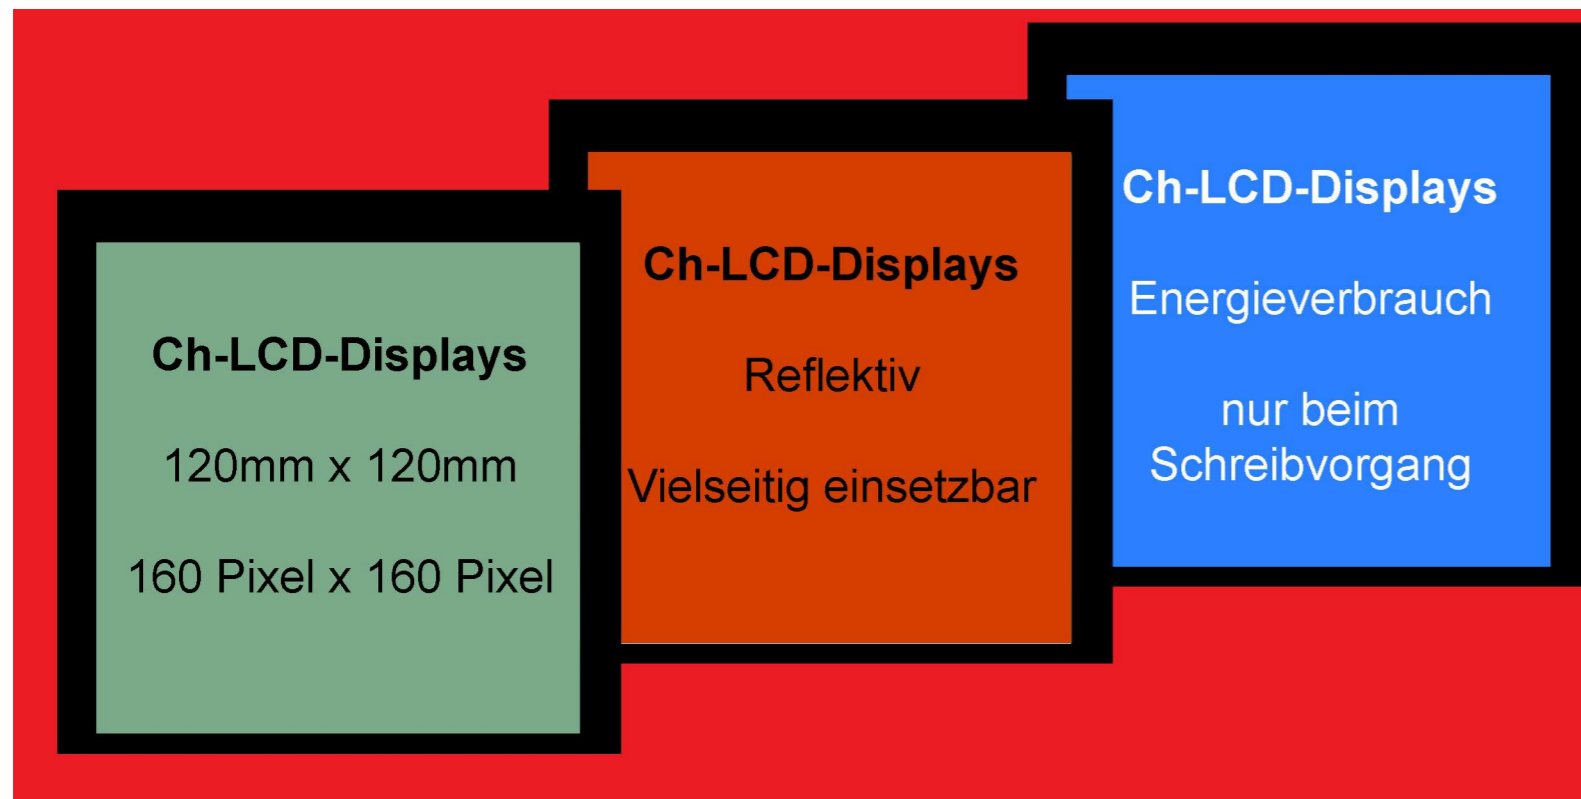 Ch-LCD-Displays
120mm x 120mm
160 Pixel x 160 Pixel
Ch-LCD-Displays
Reflektiv
Vielseitig einsetzbar
Ch-LCD-Displays
Energieverbrauch
nur beim
Schreibvorgang